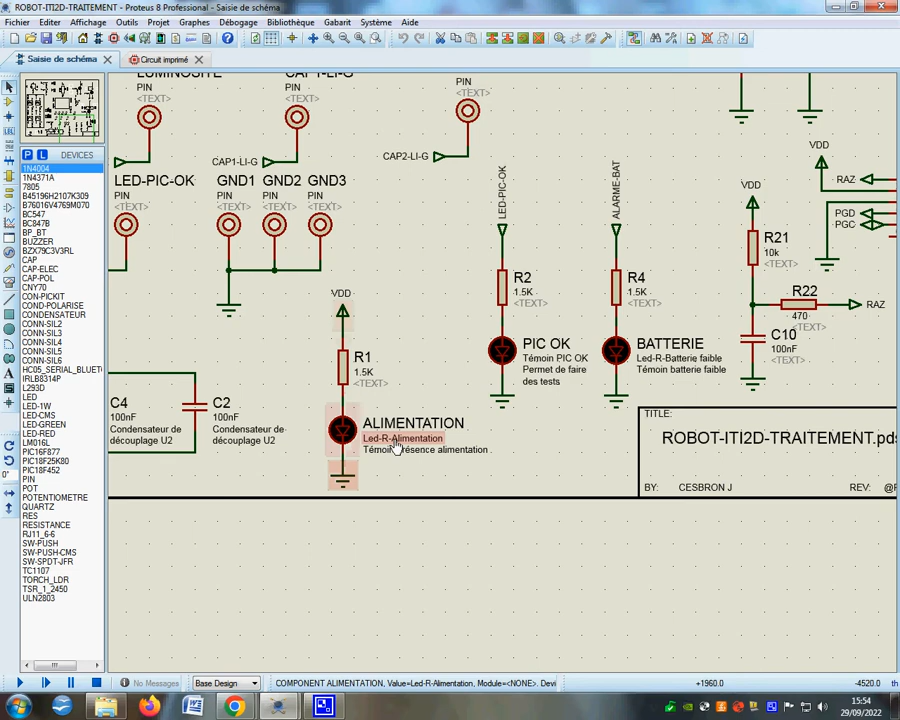 ROBOT-ITI2D-TRAITEMENT - Proteus 8 Professional - Saisie de schéma
Fichier Editer Affichage Outils Projet Graphes Débogage Bibliothèque Gabarit Système Aide
Saisie de schéma
Circuit imprimé
P L DEVICES
1N4004
1N4371A
7805
B45196H2107K309
B76016V4769M070
BC547
BC847B
BP_BT
BUZZER
BZX79C3V3RL
CAP
CAP-ELEC
CAP-POL
CNY70
CON-PICKIT
COND-POLARISE
CONDENSATEUR
CONN-SIL2
CONN-SIL3
CONN-SIL4
CONN-SIL5
CONN-SIL6
HC05_SERIAL_BLUET
IRLB8314P
L293D
LED
LED-1W
LED-CMS
LED-GREEN
LED-RED
LM016L
PIC16F877
PIC18F25K80
PIC18F452
PIN
POT
POTENTIOMETRE
QUARTZ
RES
RESISTANCE
RJ11_6-6
SW-PUSH
SW-PUSH-CMS
SW-SPDT-JFR
TC1107
TORCH_LDR
TSR_1_2450
ULN2803
0°
LUMINOSITE
PIN
<TEXT>
CAP1-LI-G
PIN
<TEXT>
CAP1-LI-G
PIN
<TEXT>
CAP2-LI-G
LED-PIC-OK
PIN
<TEXT>
GND1
PIN
<TEXT>
GND2
PIN
<TEXT>
GND3
PIN
<TEXT>
VDD
R1
1.5K
<TEXT>
C4
100nF
Condensateur de
découplage U2
C2
100nF
Condensateur de
découplage U2
ALIMENTATION
Led-R-Alimentation
Témoin présence alimentation
LED-PIC-OK
R2
1.5K
<TEXT>
PIC OK
Témoin PIC OK
Permet de faire
des tests
ALARME-BAT
R4
1.5K
<TEXT>
BATTERIE
Led-R-Batterie faible
Témoin batterie faible
VDD
R21
10k
<TEXT>
R22
470
<TEXT>
RAZ
C10
100nF
<TEXT>
VDD
RAZ
PGD
PGC
TITLE:
ROBOT-ITI2D-TRAITEMENT.pds
BY: CESBRON J
REV:
No Messages
Base Design
COMPONENT ALIMENTATION, Value=Led-R-Alimentation, Module=<NONE>. Devi
+1960.0
-4520.0
th
15:54
29/09/2022